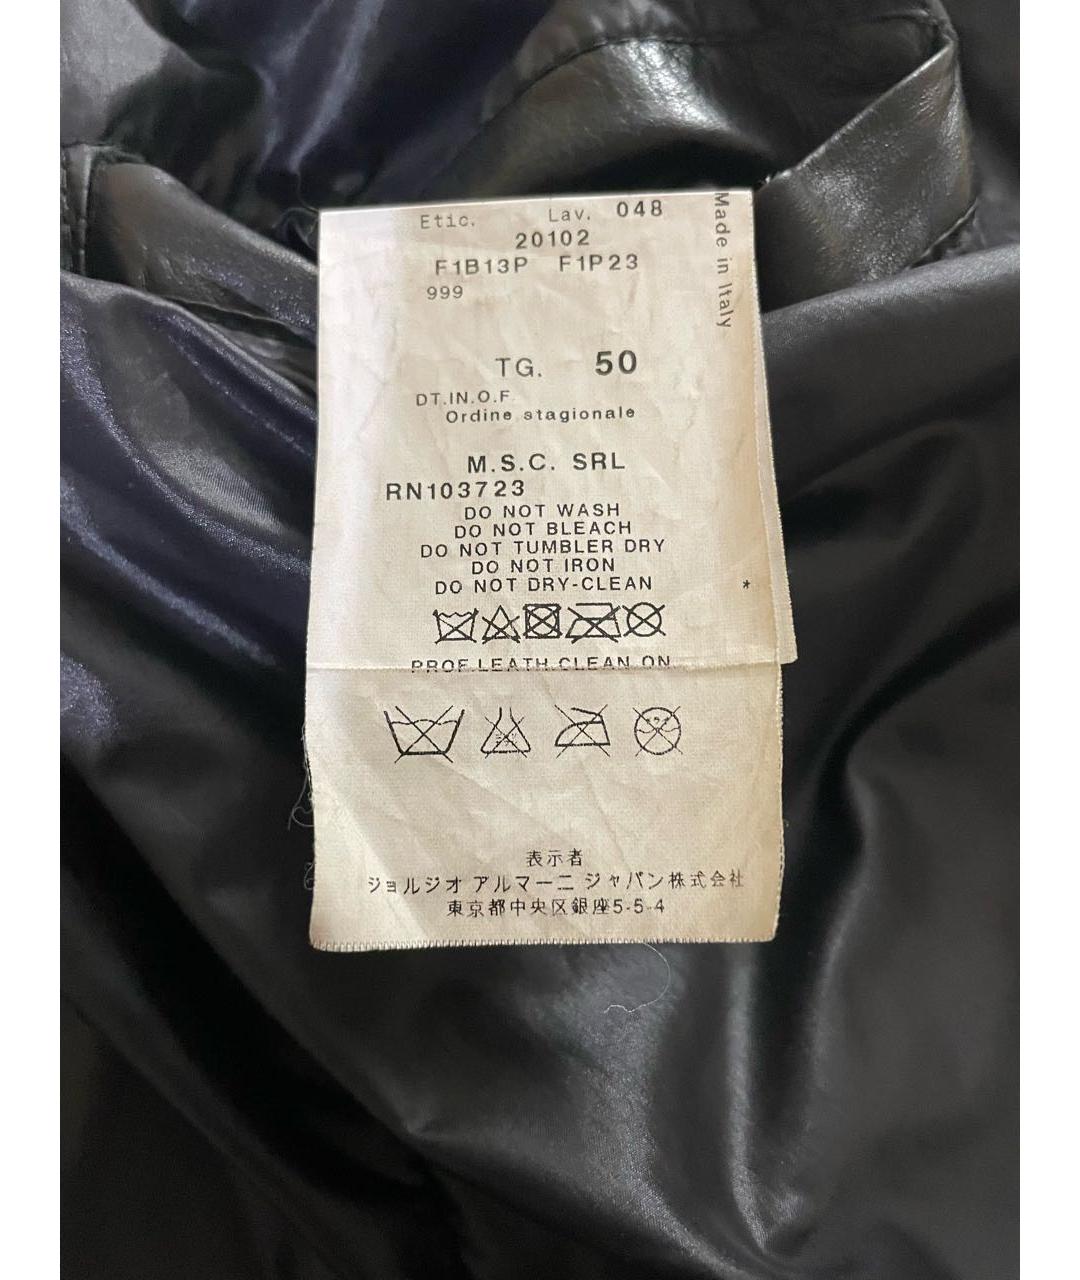 Etic. Lav. 048
20102
F1B13P F1P23
999
Made in Italy
TG. 50
DT.IN.O.F.
Ordine stagionale
M.S.C. SRL
RN103723
DO NOT WASH
DO NOT BLEACH
DO NOT TUMBLER DRY
DO NOT IRON
DO NOT DRY-CLEAN *
PROF.LEATH.CLEAN ON
表示者
ジョルジオ アルマーニ ジャパン株式会社
東京都中央区銀座5-5-4